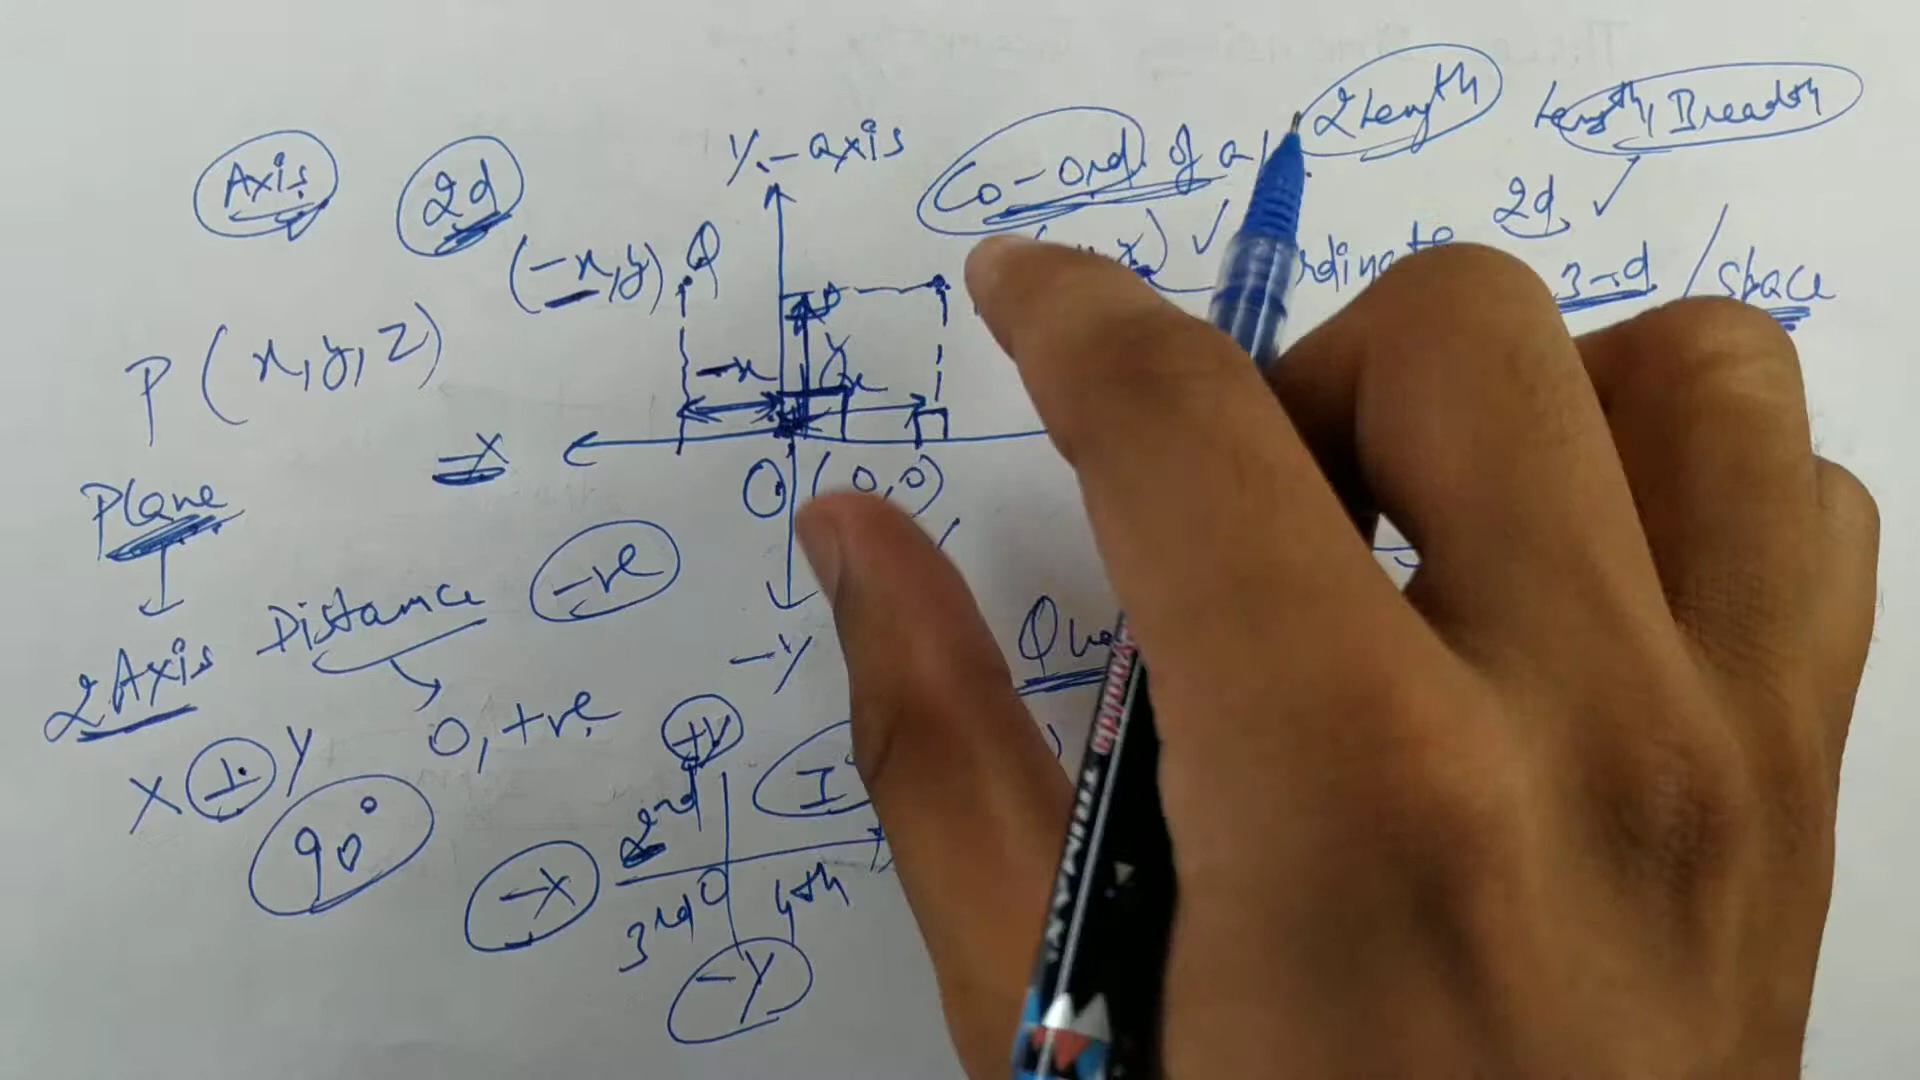 2 Length Length, Breadth
Y-axis
Axis 2d Co-ord. of a
2d
(-x, y) Q
3-d / space
P (x, y, z)
-x y x
-X
O (0,0)
Plane
Distance -ve
-Y
2 Axis
0, +ve
X ⊥ Y
+Y
90°
2nd I
-X
3rd O 4th
-Y
TRIMAX